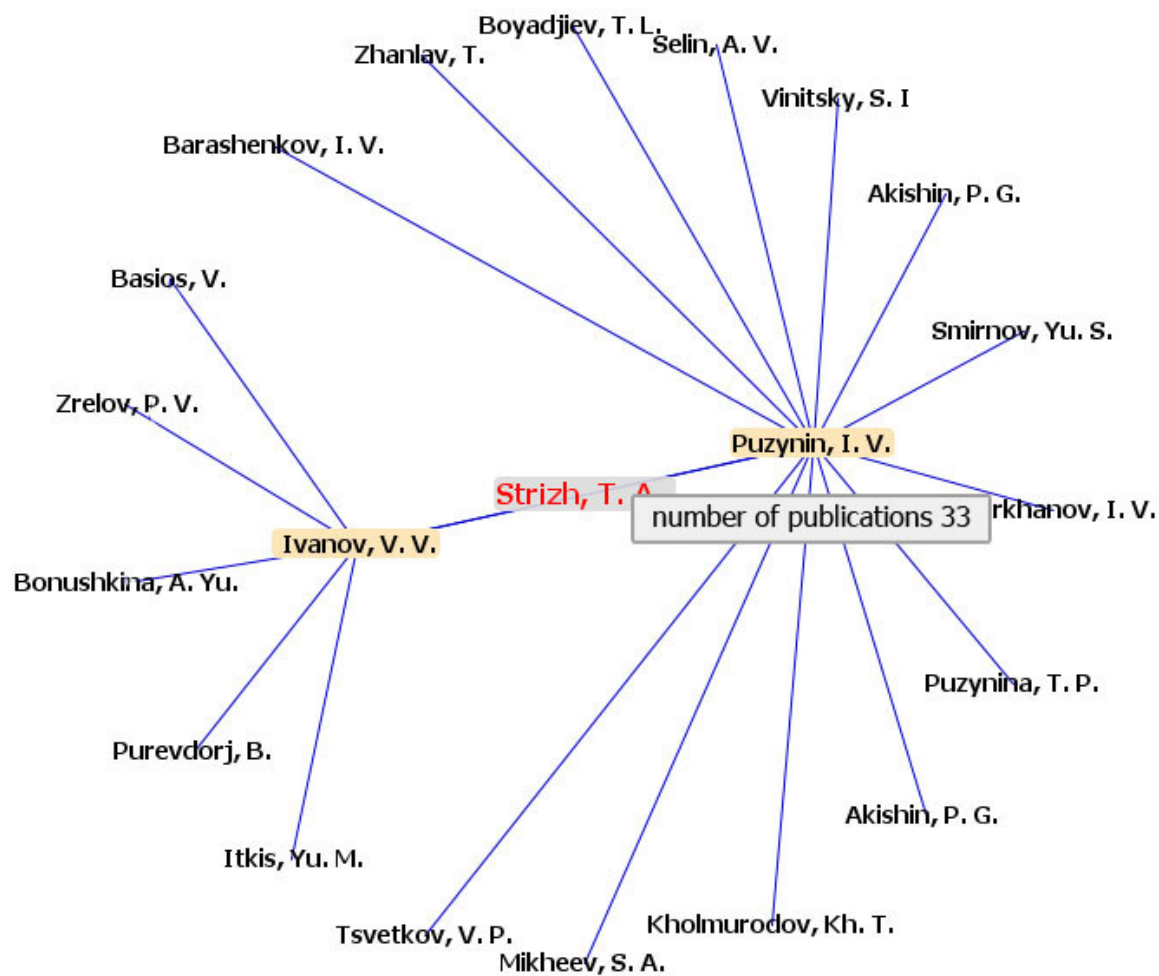 Boyadjiev, T. L.
Selin, A. V.
Zhanlav, T.
Vinitsky, S. I
Barashenkov, I. V.
Akishin, P. G.
Basios, V.
Smirnov, Yu. S.
Zrelov, P. V.
Puzynin, I. V.
Strizh, T. A.
number of publications 33
I. V.
Ivanov, V. V.
Bonushkina, A. Yu.
Puzynina, T. P.
Purevdorj, B.
Akishin, P. G.
Itkis, Yu. M.
Kholmurodov, Kh. T.
Tsvetkov, V. P.
Mikheev, S. A.